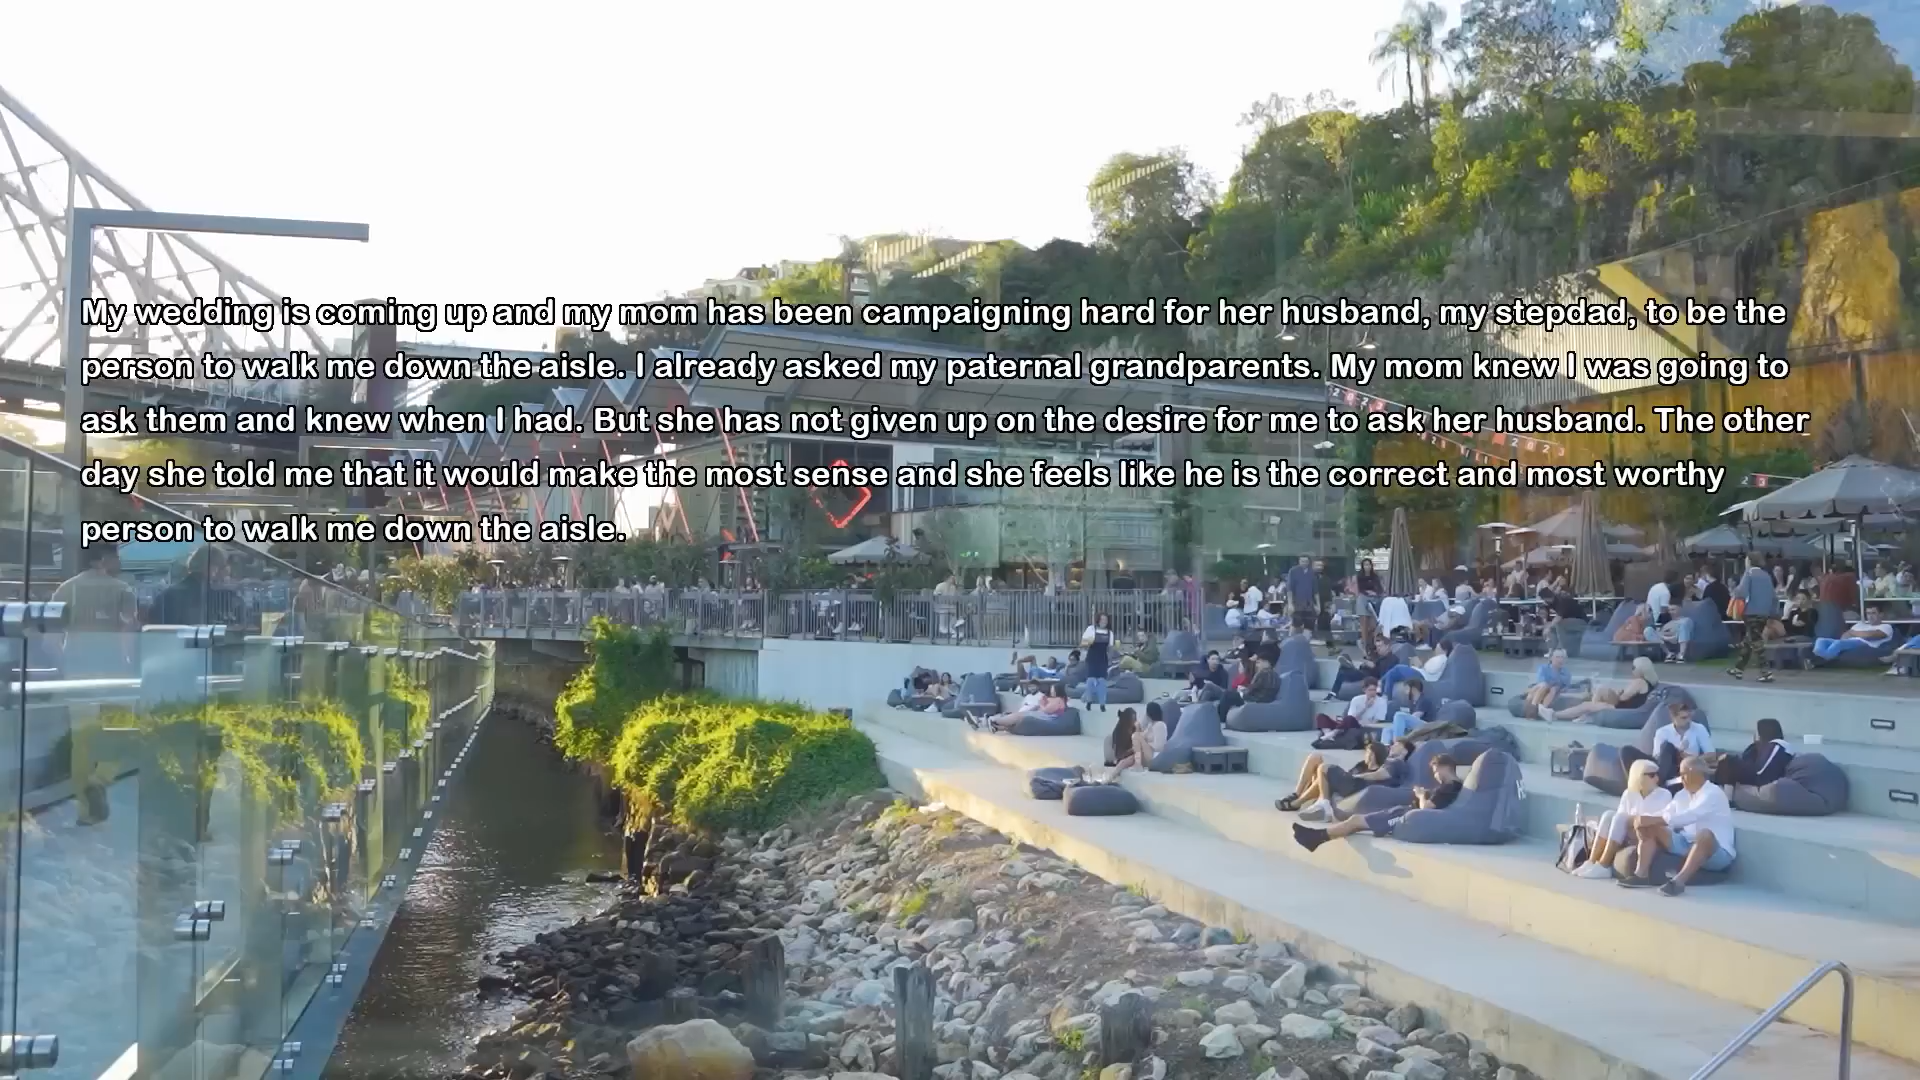 My wedding is coming up and my mom has been campaigning hard for her husband, my stepdad, to be the
person to walk me down the aisle. I already asked my paternal grandparents. My mom knew I was going to
ask them and knew when I had. But she has not given up on the desire for me to ask her husband. The other
day she told me that it would make the most sense and she feels like he is the correct and most worthy
person to walk me down the aisle.